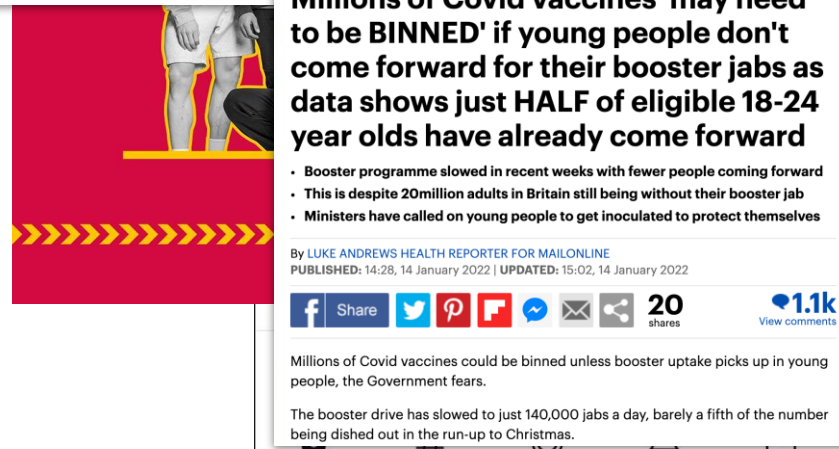 Millions of Covid vaccines 'may need
to be BINNED' if young people don't
come forward for their booster jabs as
data shows just HALF of eligible 18-24
year olds have already come forward
• Booster programme slowed in recent weeks with fewer people coming forward
• This is despite 20million adults in Britain still being without their booster jab
• Ministers have called on young people to get inoculated to protect themselves
By LUKE ANDREWS HEALTH REPORTER FOR MAILONLINE
PUBLISHED: 14:28, 14 January 2022 | UPDATED: 15:02, 14 January 2022
Share
20
shares
1.1k
View comments
Millions of Covid vaccines could be binned unless booster uptake picks up in young
people, the Government fears.
The booster drive has slowed to just 140,000 jabs a day, barely a fifth of the number
being dished out in the run-up to Christmas.